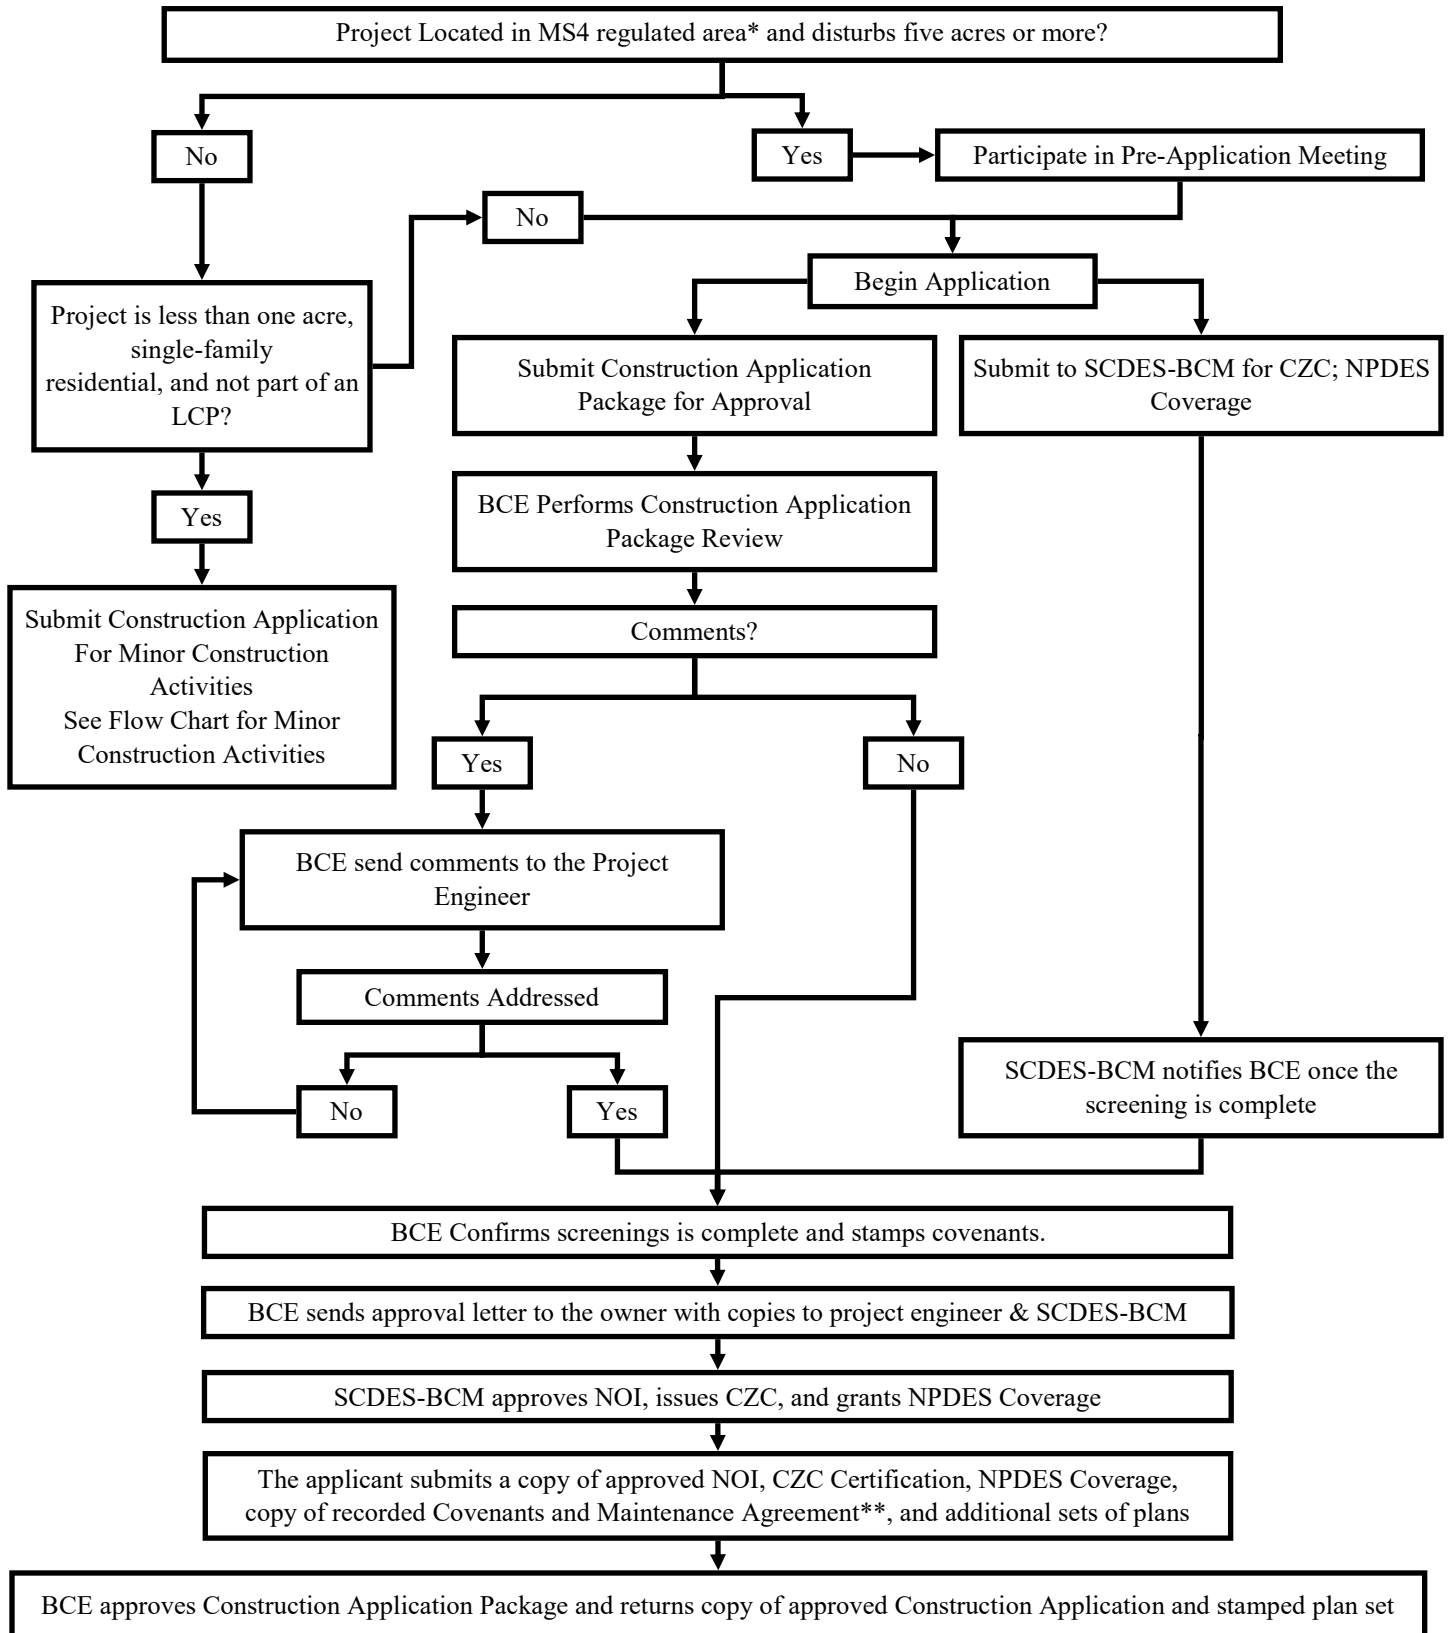 Project Located in MS4 regulated area* and disturbs five acres or more?
No
Yes
Participate in Pre-Application Meeting
No
Begin Application
Project is less than one acre,
single-family
residential, and not part of an
LCP?
Submit Construction Application
Package for Approval
Submit to SCDES-BCM for CZC; NPDES
Coverage
Yes
BCE Performs Construction Application
Package Review
Submit Construction Application
For Minor Construction
Activities
See Flow Chart for Minor
Construction Activities
Comments?
Yes
No
BCE send comments to the Project
Engineer
Comments Addressed
No
Yes
SCDES-BCM notifies BCE once the
screening is complete
BCE Confirms screenings is complete and stamps covenants.
BCE sends approval letter to the owner with copies to project engineer & SCDES-BCM
SCDES-BCM approves NOI, issues CZC, and grants NPDES Coverage
The applicant submits a copy of approved NOI, CZC Certification, NPDES Coverage,
copy of recorded Covenants and Maintenance Agreement**, and additional sets of plans
BCE approves Construction Application Package and returns copy of approved Construction Application and stamped plan set